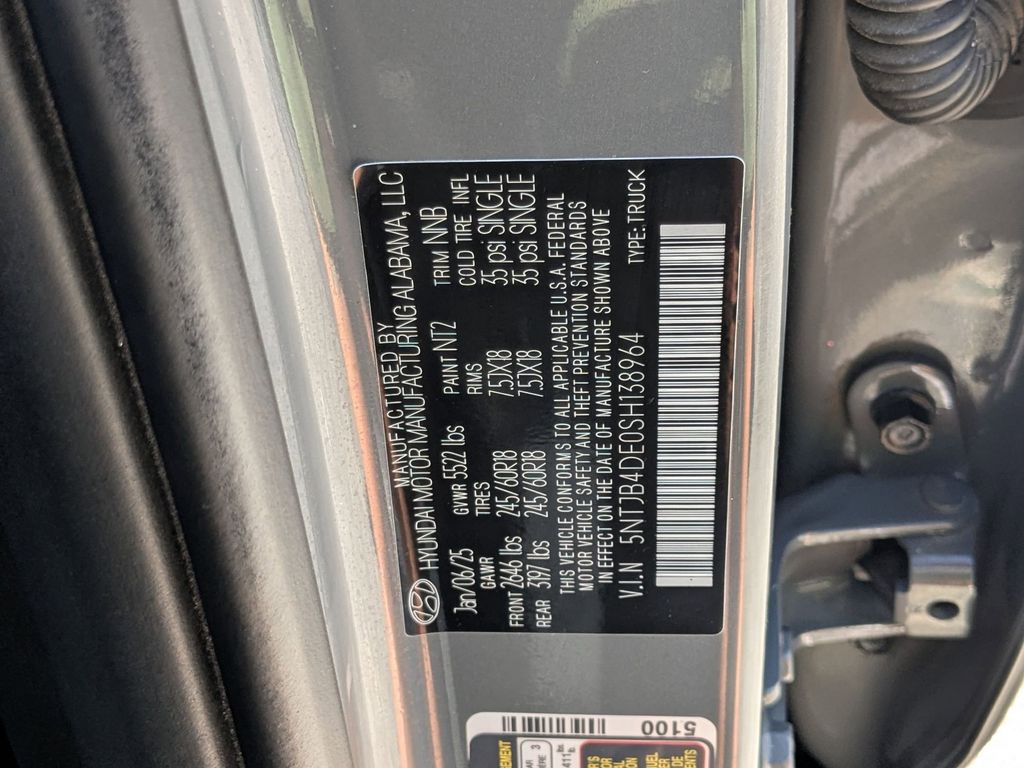 MANUFACTURED BY
HYUNDAI MOTOR MANUFACTURING ALABAMA, LLC
Jan/06/25 GVWR 5522 lbs PAINT NT2 TRIM NNB
GAWR TIRES RIMS COLD TIRE INFL
FRONT 2646 lbs 245/60R18 7.5JX18 35 psi SINGLE
REAR 3197 lbs 245/60R18 7.5JX18 35 psi SINGLE
THIS VEHICLE CONFORMS TO ALL APPLICABLE U.S.A. FEDERAL
MOTOR VEHICLE SAFETY AND THEFT PREVENTION STANDARDS
IN EFFECT ON THE DATE OF MANUFACTURE SHOWN ABOVE
V.I.N 5NTJB4DE0SH138964 TYPE: TRUCK
5100
3